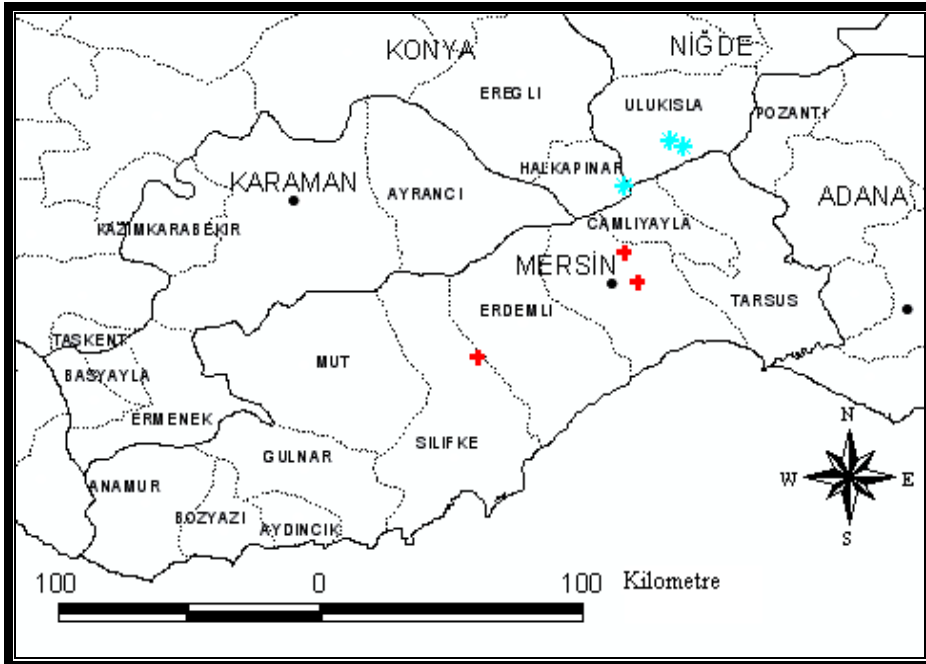 KONYA
NİĞDE
EREGLI
ULUKISLA
POZANTI
HALKAPINAR
KARAMAN
AYRANCI
ADANA
KAZIMKARABEKIR
CAMLIYAYLA
MERSİN
TARSUS
ERDEMLI
TASKENT
BASYAYLA
MUT
ERMENEK
SILIFKE
GULNAR
ANAMUR
BOZYAZI
AYDINCIK
N
W E
S
100 0 100 Kilometre